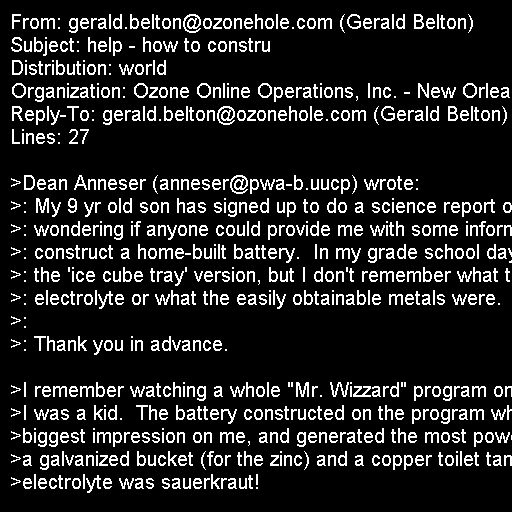 From: gerald.belton@ozonehole.com (Gerald Belton)
Subject: help - how to constru
Distribution: world
Organization: Ozone Online Operations, Inc. - New Orlea
Reply-To: gerald.belton@ozonehole.com (Gerald Belton)
Lines: 27

>Dean Anneser (anneser@pwa-b.uucp) wrote:
>: My 9 yr old son has signed up to do a science report o
>: wondering if anyone could provide me with some inform
>: construct a home-built battery.  In my grade school day
>: the 'ice cube tray' version, but I don't remember what t
>: electrolyte or what the easily obtainable metals were.
>:
>: Thank you in advance.

>I remember watching a whole "Mr. Wizzard" program on
>I was a kid.  The battery constructed on the program wh
>biggest impression on me, and generated the most powe
>a galvanized bucket (for the zinc) and a copper toilet tan
>electrolyte was sauerkraut!